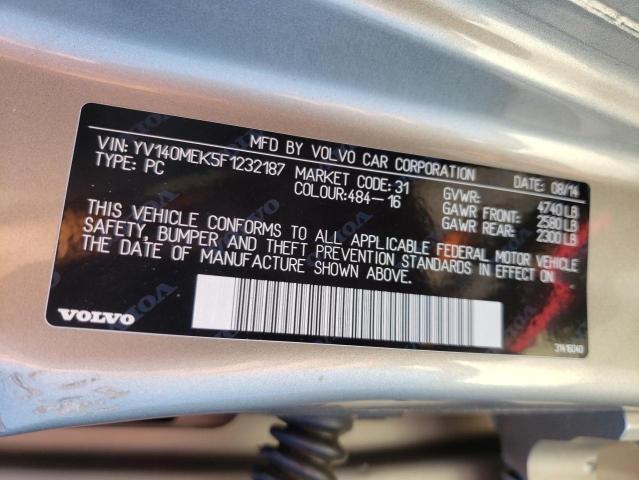 MFD BY VOLVO CAR CORPORATION DATE: 08/14
VIN: YV140MEK5F1232187 MARKET CODE: 31 GVWR: 4740 LB
TYPE: PC COLOUR: 484-16 GAWR FRONT: 2580 LB
GAWR REAR: 2300 LB
THIS VEHICLE CONFORMS TO ALL APPLICABLE FEDERAL MOTOR VEHICLE
SAFETY, BUMPER AND THEFT PREVENTION STANDARDS IN EFFECT ON
THE DATE OF MANUFACTURE SHOWN ABOVE.
VOLVO
31416040